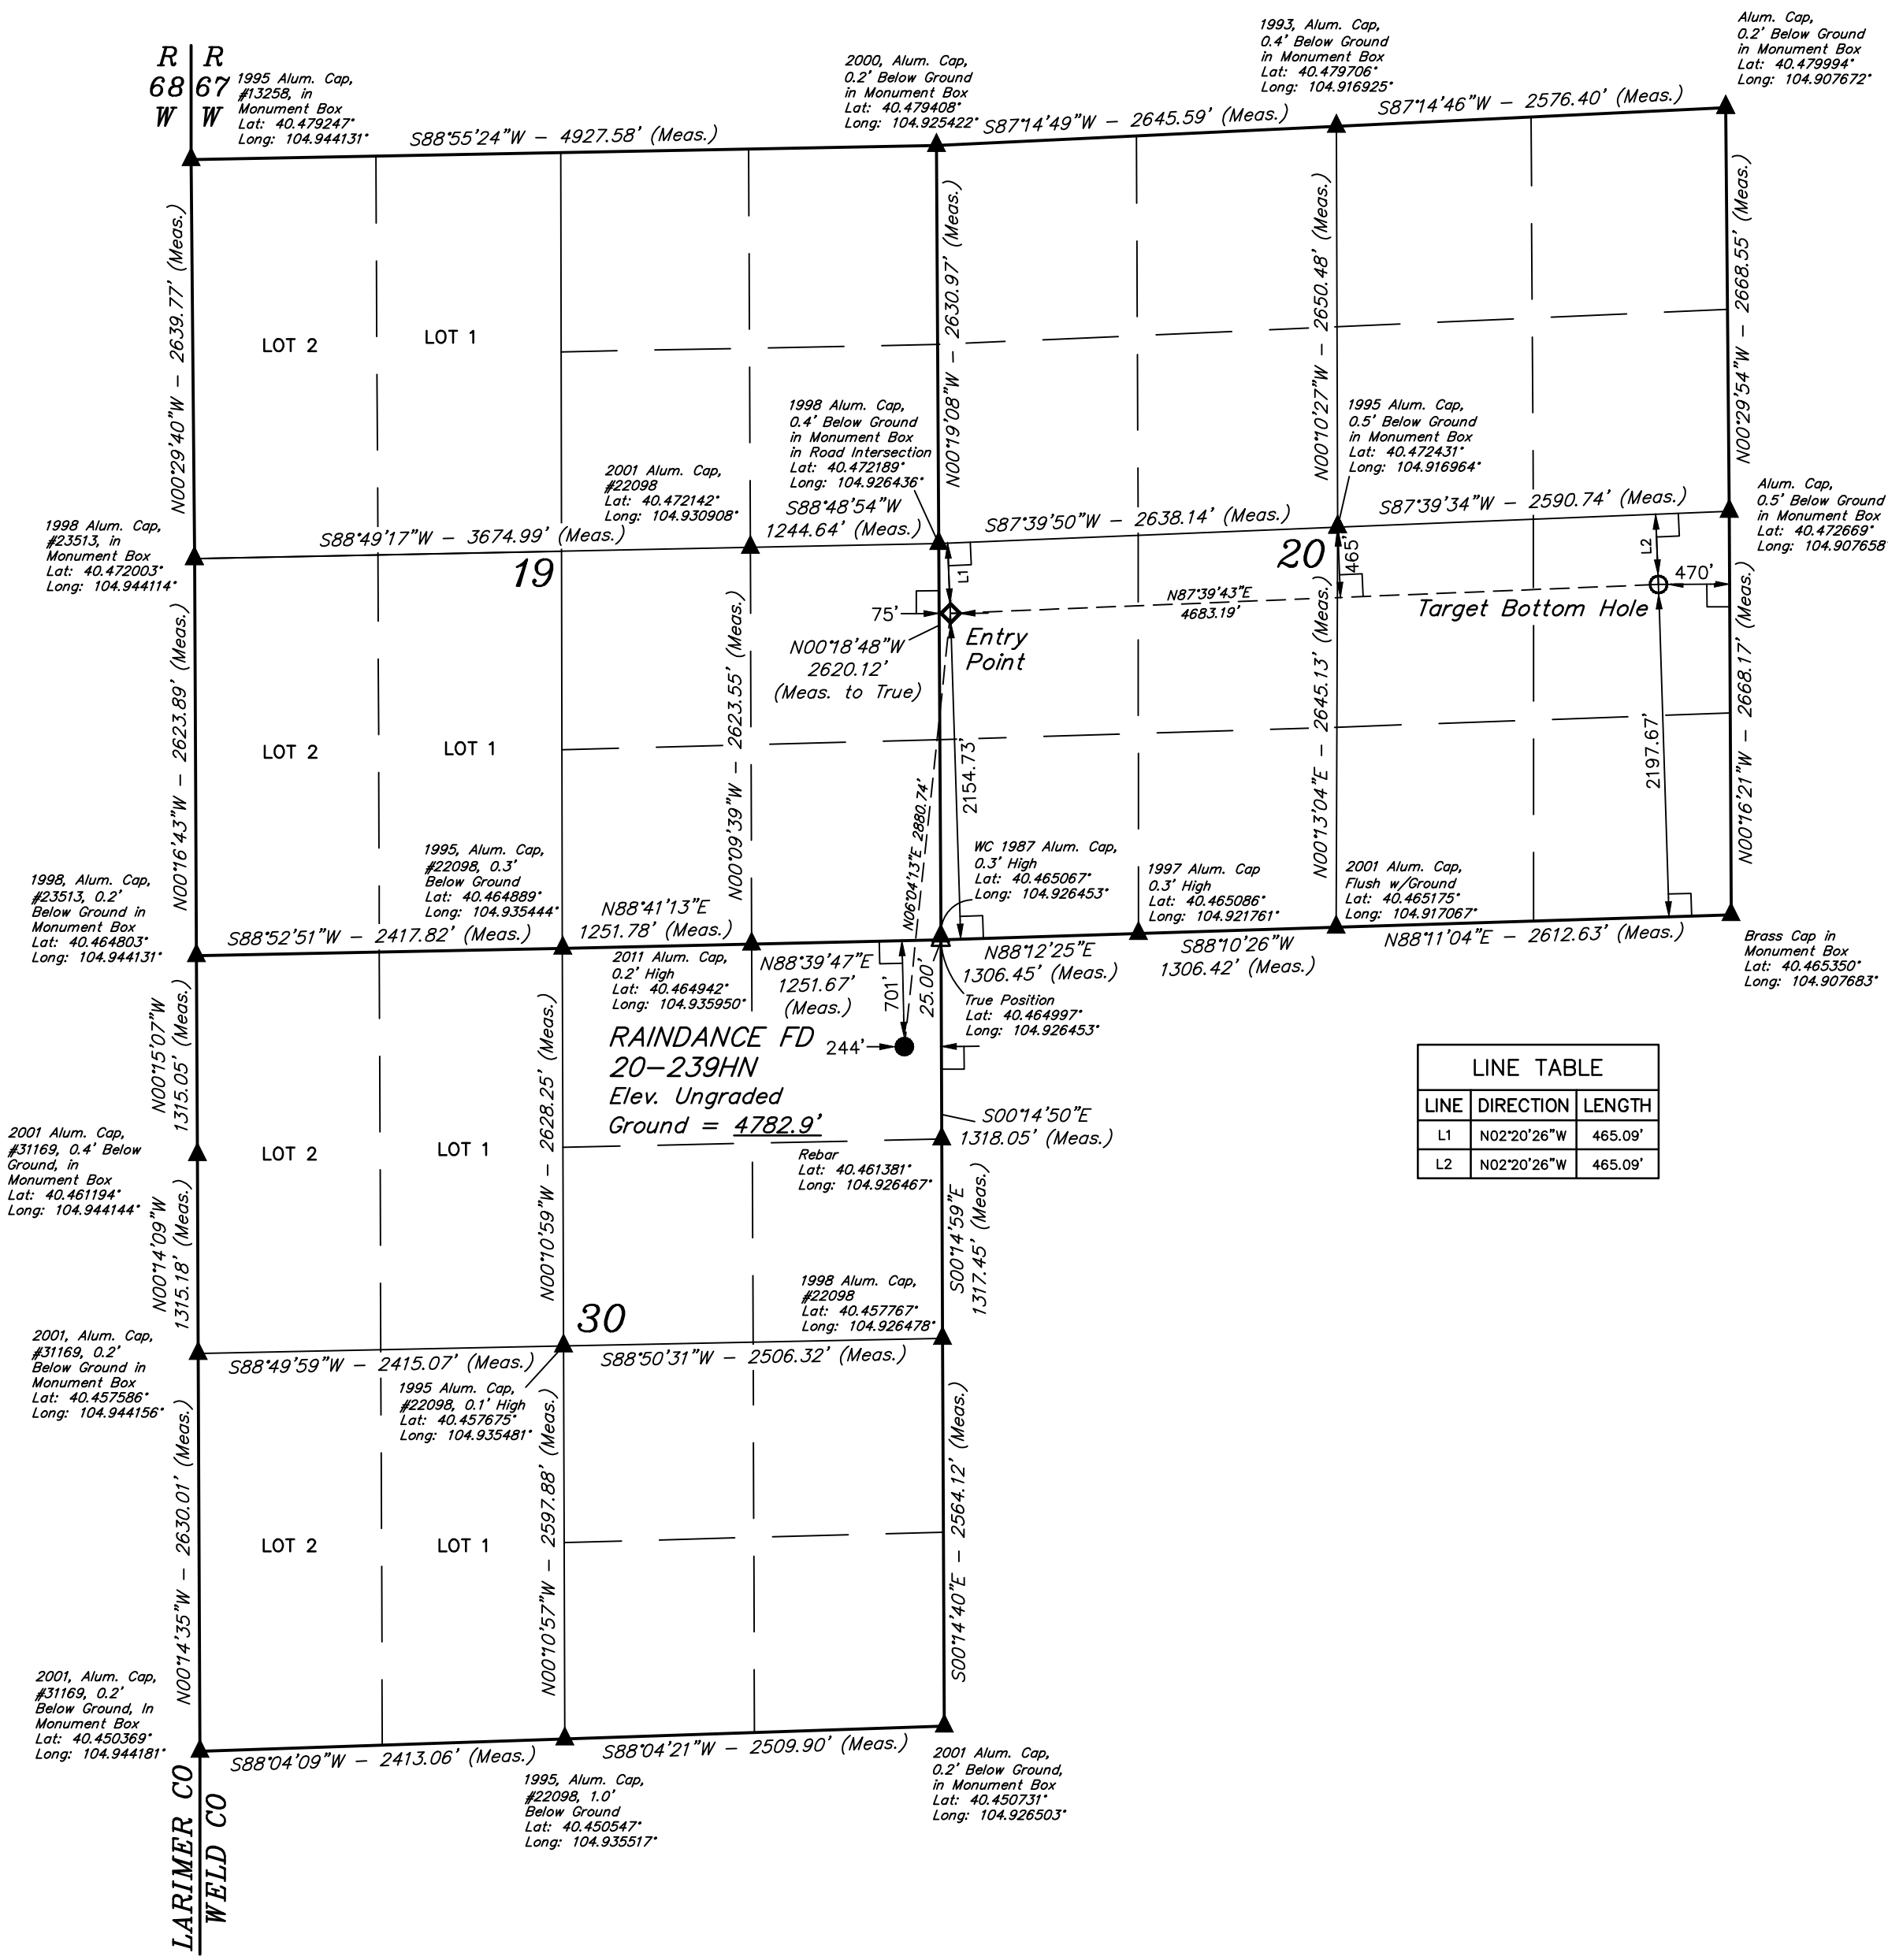 R R
68 67
W W
1995 Alum. Cap,
#13258, in
Monument Box
Lat: 40.479247°
Long: 104.944131°
2000, Alum. Cap,
0.2' Below Ground
in Monument Box
Lat: 40.479408°
Long: 104.925422°
1993, Alum. Cap,
0.4' Below Ground
in Monument Box
Lat: 40.479706°
Long: 104.916925°
Alum. Cap,
0.2' Below Ground
in Monument Box
Lat: 40.479994°
Long: 104.907672°
S88°55'24"W - 4927.58' (Meas.)
S87°14'49"W - 2645.59' (Meas.)
S87°14'46"W - 2576.40' (Meas.)
N00°29'40"W - 2639.77' (Meas.)
N00°19'08"W - 2630.97' (Meas.)
N00°10'27"W - 2650.48' (Meas.)
N00°29'54"W - 2668.55' (Meas.)
LOT 2
LOT 1
1998 Alum. Cap,
0.4' Below Ground
in Monument Box
in Road Intersection
Lat: 40.472189°
Long: 104.926436°
1995 Alum. Cap,
0.5' Below Ground
in Monument Box
Lat: 40.472431°
Long: 104.916964°
2001 Alum. Cap,
#22098
Lat: 40.472142°
Long: 104.930908°
Alum. Cap,
0.5' Below Ground
in Monument Box
Lat: 40.472669°
Long: 104.907658°
1998 Alum. Cap,
#23513, in
Monument Box
Lat: 40.472003°
Long: 104.944114°
S88°49'17"W - 3674.99' (Meas.)
S88°48'54"W
1244.64' (Meas.)
S87°39'50"W - 2638.14' (Meas.)
S87°39'34"W - 2590.74' (Meas.)
19
20
465'
L1
L2
470'
75'
N87°39'43"E
4683.19'
Target Bottom Hole
Entry
Point
N00°18'48"W
2620.12'
(Meas. to True)
N00°16'43"W - 2623.89' (Meas.)
N00°09'39"W - 2623.55' (Meas.)
N00°13'04"E - 2645.13' (Meas.)
N00°16'21"W - 2668.17' (Meas.)
LOT 2
LOT 1
2154.73'
2197.67'
N06°04'13"E 2880.74'
1998, Alum. Cap,
#23513, 0.2'
Below Ground in
Monument Box
Lat: 40.464803°
Long: 104.944131°
1995, Alum. Cap,
#22098, 0.3'
Below Ground
Lat: 40.464889°
Long: 104.935444°
WC 1987 Alum. Cap,
0.3' High
Lat: 40.465067°
Long: 104.926453°
1997 Alum. Cap
0.3' High
Lat: 40.465086°
Long: 104.921761°
2001 Alum. Cap,
Flush w/Ground
Lat: 40.465175°
Long: 104.917067°
Brass Cap in
Monument Box
Lat: 40.465350°
Long: 104.907683°
S88°52'51"W - 2417.82' (Meas.)
N88°41'13"E
1251.78' (Meas.)
N88°39'47"E
1251.67'
(Meas.)
N88°12'25"E
1306.45' (Meas.)
S88°10'26"W
1306.42' (Meas.)
N88°11'04"E - 2612.63' (Meas.)
2011 Alum. Cap,
0.2' High
Lat: 40.464942°
Long: 104.935950°
701'
25.00'
True Position
Lat: 40.464997°
Long: 104.926453°
RAINDANCE FD
20-239HN
Elev. Ungraded
Ground = 4782.9'
244'
N00°15'07"W
1315.05' (Meas.)
N00°10'59"W - 2628.25' (Meas.)
S00°14'50"E
1318.05' (Meas.)
LINE TABLE
LINE DIRECTION LENGTH
L1 N02°20'26"W 465.09'
L2 N02°20'26"W 465.09'
2001 Alum. Cap,
#31169, 0.4' Below
Ground, in
Monument Box
Lat: 40.461194°
Long: 104.944144°
LOT 2
LOT 1
Rebar
Lat: 40.461381°
Long: 104.926467°
N00°14'09"W
1315.18' (Meas.)
S00°14'59"E
1317.45' (Meas.)
1998 Alum. Cap,
#22098
Lat: 40.457767°
Long: 104.926478°
30
2001, Alum. Cap,
#31169, 0.2'
Below Ground in
Monument Box
Lat: 40.457586°
Long: 104.944156°
S88°49'59"W - 2415.07' (Meas.)
S88°50'31"W - 2506.32' (Meas.)
1995 Alum. Cap,
#22098, 0.1' High
Lat: 40.457675°
Long: 104.935481°
N00°14'35"W - 2630.01' (Meas.)
N00°10'57"W - 2597.88' (Meas.)
S00°14'40"E - 2564.12' (Meas.)
LOT 2
LOT 1
2001, Alum. Cap,
#31169, 0.2'
Below Ground, In
Monument Box
Lat: 40.450369°
Long: 104.944181°
S88°04'09"W - 2413.06' (Meas.)
S88°04'21"W - 2509.90' (Meas.)
1995, Alum. Cap,
#22098, 1.0'
Below Ground
Lat: 40.450547°
Long: 104.935517°
2001 Alum. Cap,
0.2' Below Ground,
in Monument Box
Lat: 40.450731°
Long: 104.926503°
LARIMER CO
WELD CO